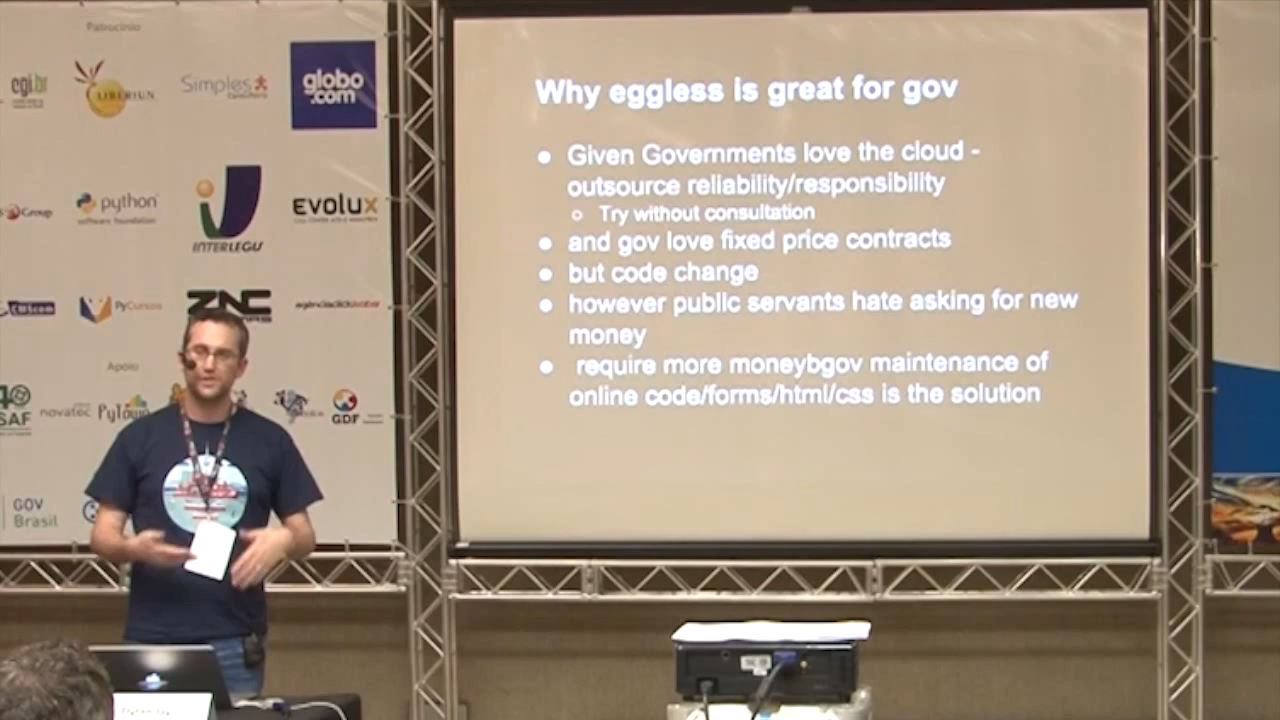 Patrocínio
cgi.br
LIBERIUN
Simples
Consultoria
globo
.com
Group
python
software foundation
INTERLEGIS
evolux
CMScom
PyCursos
ZNC
agênciaclick
Apoio
SAF
novatec
PyTown
GDF
GOV
Brasil
Why eggless is great for gov
● Given Governments love the cloud -
outsource reliability/responsibility
○ Try without consultation
● and gov love fixed price contracts
● but code change
● however public servants hate asking for new
money
● require more moneybgov maintenance of
online code/forms/html/css is the solution